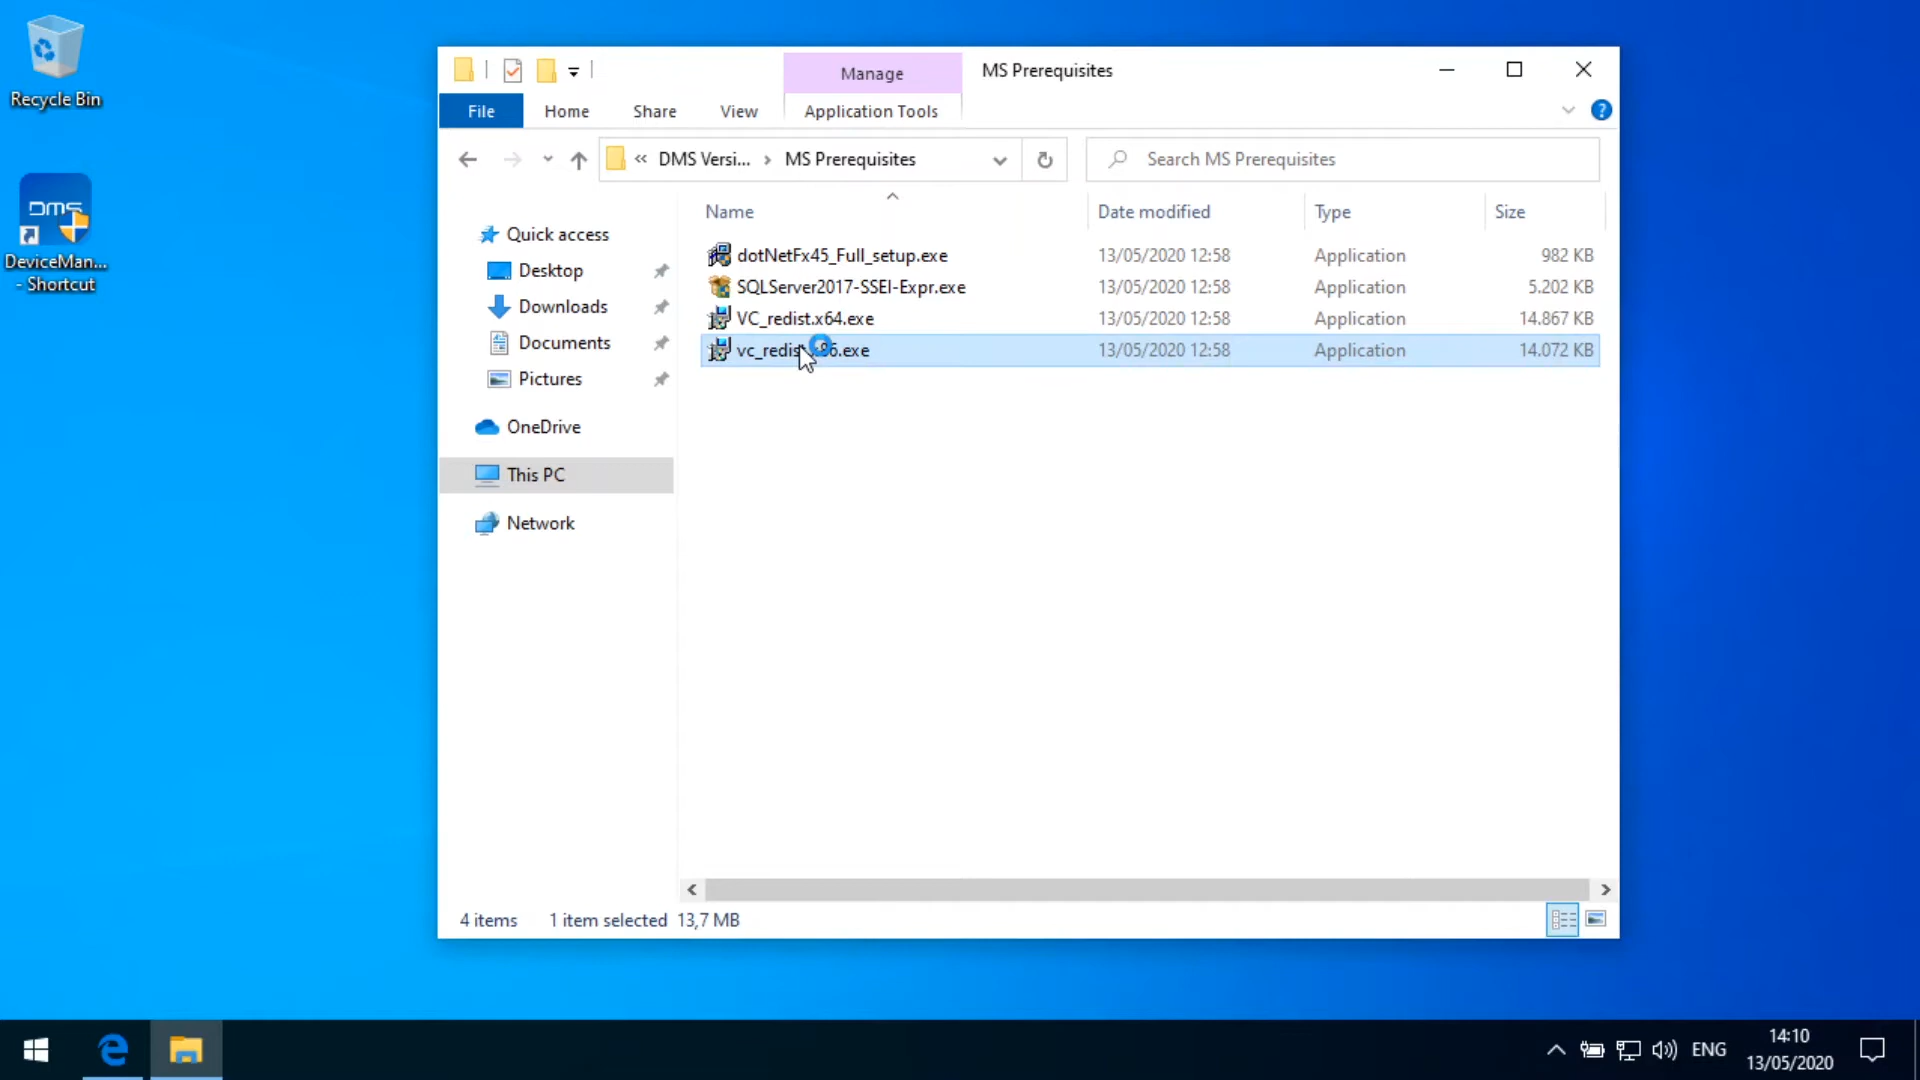 Recycle Bin
DMS
DeviceMan...
- Shortcut
Manage
MS Prerequisites
File
Home
Share
View
Application Tools
?
« DMS Versi... › MS Prerequisites
Search MS Prerequisites
Name
Date modified
Type
Size
Quick access
Desktop
Downloads
Documents
Pictures
OneDrive
This PC
Network
dotNetFx45_Full_setup.exe 13/05/2020 12:58 Application 982 KB
SQLServer2017-SSEI-Expr.exe 13/05/2020 12:58 Application 5.202 KB
VC_redist.x64.exe 13/05/2020 12:58 Application 14.867 KB
vc_redist.x86.exe 13/05/2020 12:58 Application 14.072 KB
4 items 1 item selected 13,7 MB
ENG
14:10
13/05/2020